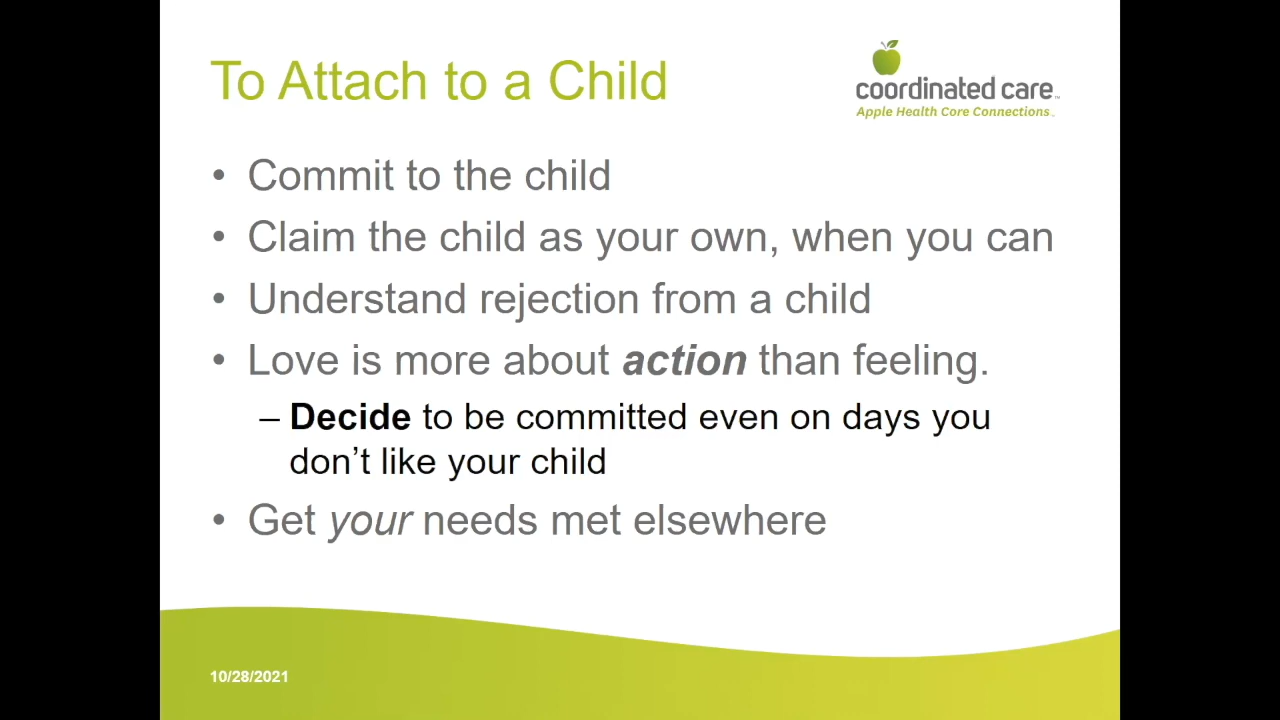 To Attach to a Child
coordinated care™
Apple Health Core Connections™
• Commit to the child
• Claim the child as your own, when you can
• Understand rejection from a child
• Love is more about action than feeling.
– Decide to be committed even on days you
don’t like your child
• Get your needs met elsewhere
10/28/2021